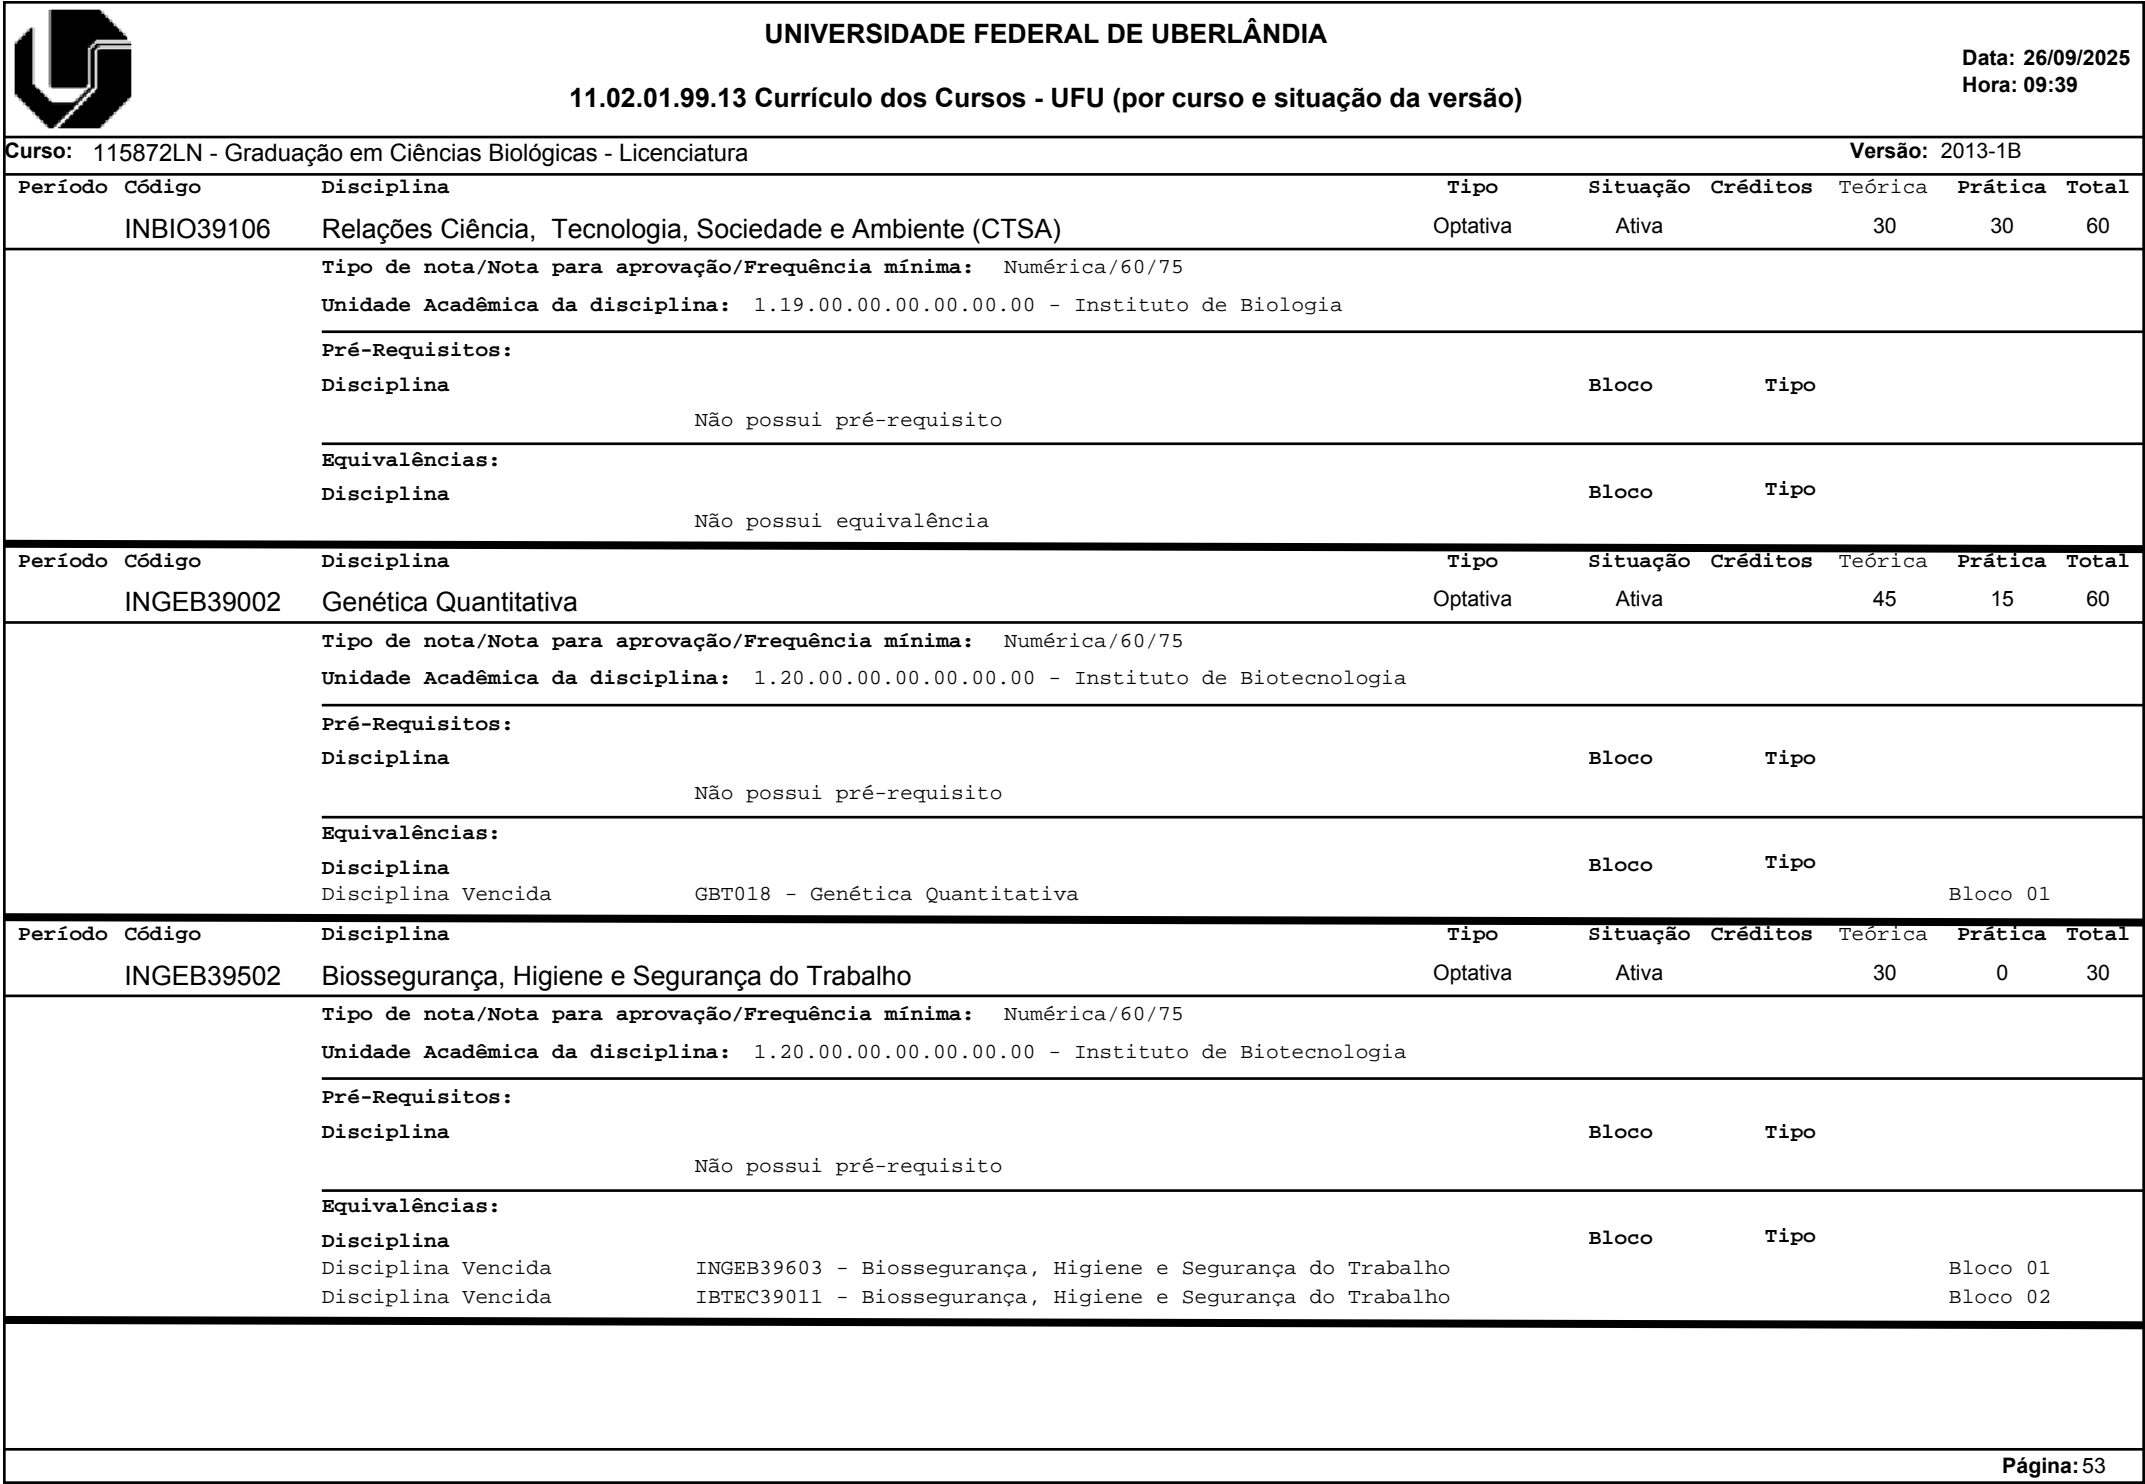 UNIVERSIDADE FEDERAL DE UBERLÂNDIA
Data: 26/09/2025
Hora: 09:39
11.02.01.99.13 Currículo dos Cursos - UFU (por curso e situação da versão)
Curso: 115872LN - Graduação em Ciências Biológicas - Licenciatura Versão: 2013-1B
Período Código Disciplina Tipo Situação Créditos Teórica Prática Total
INBIO39106 Relações Ciência, Tecnologia, Sociedade e Ambiente (CTSA) Optativa Ativa 30 30 60
Tipo de nota/Nota para aprovação/Frequência mínima: Numérica/60/75
Unidade Acadêmica da disciplina: 1.19.00.00.00.00.00.00 - Instituto de Biologia
Pré-Requisitos:
Disciplina Bloco Tipo
Não possui pré-requisito
Equivalências:
Disciplina Bloco Tipo
Não possui equivalência
Período Código Disciplina Tipo Situação Créditos Teórica Prática Total
INGEB39002 Genética Quantitativa Optativa Ativa 45 15 60
Tipo de nota/Nota para aprovação/Frequência mínima: Numérica/60/75
Unidade Acadêmica da disciplina: 1.20.00.00.00.00.00.00 - Instituto de Biotecnologia
Pré-Requisitos:
Disciplina Bloco Tipo
Não possui pré-requisito
Equivalências:
Disciplina Bloco Tipo
Disciplina Vencida GBT018 - Genética Quantitativa Bloco 01
Período Código Disciplina Tipo Situação Créditos Teórica Prática Total
INGEB39502 Biossegurança, Higiene e Segurança do Trabalho Optativa Ativa 30 0 30
Tipo de nota/Nota para aprovação/Frequência mínima: Numérica/60/75
Unidade Acadêmica da disciplina: 1.20.00.00.00.00.00.00 - Instituto de Biotecnologia
Pré-Requisitos:
Disciplina Bloco Tipo
Não possui pré-requisito
Equivalências:
Disciplina Bloco Tipo
Disciplina Vencida INGEB39603 - Biossegurança, Higiene e Segurança do Trabalho Bloco 01
Disciplina Vencida IBTEC39011 - Biossegurança, Higiene e Segurança do Trabalho Bloco 02
Página: 53